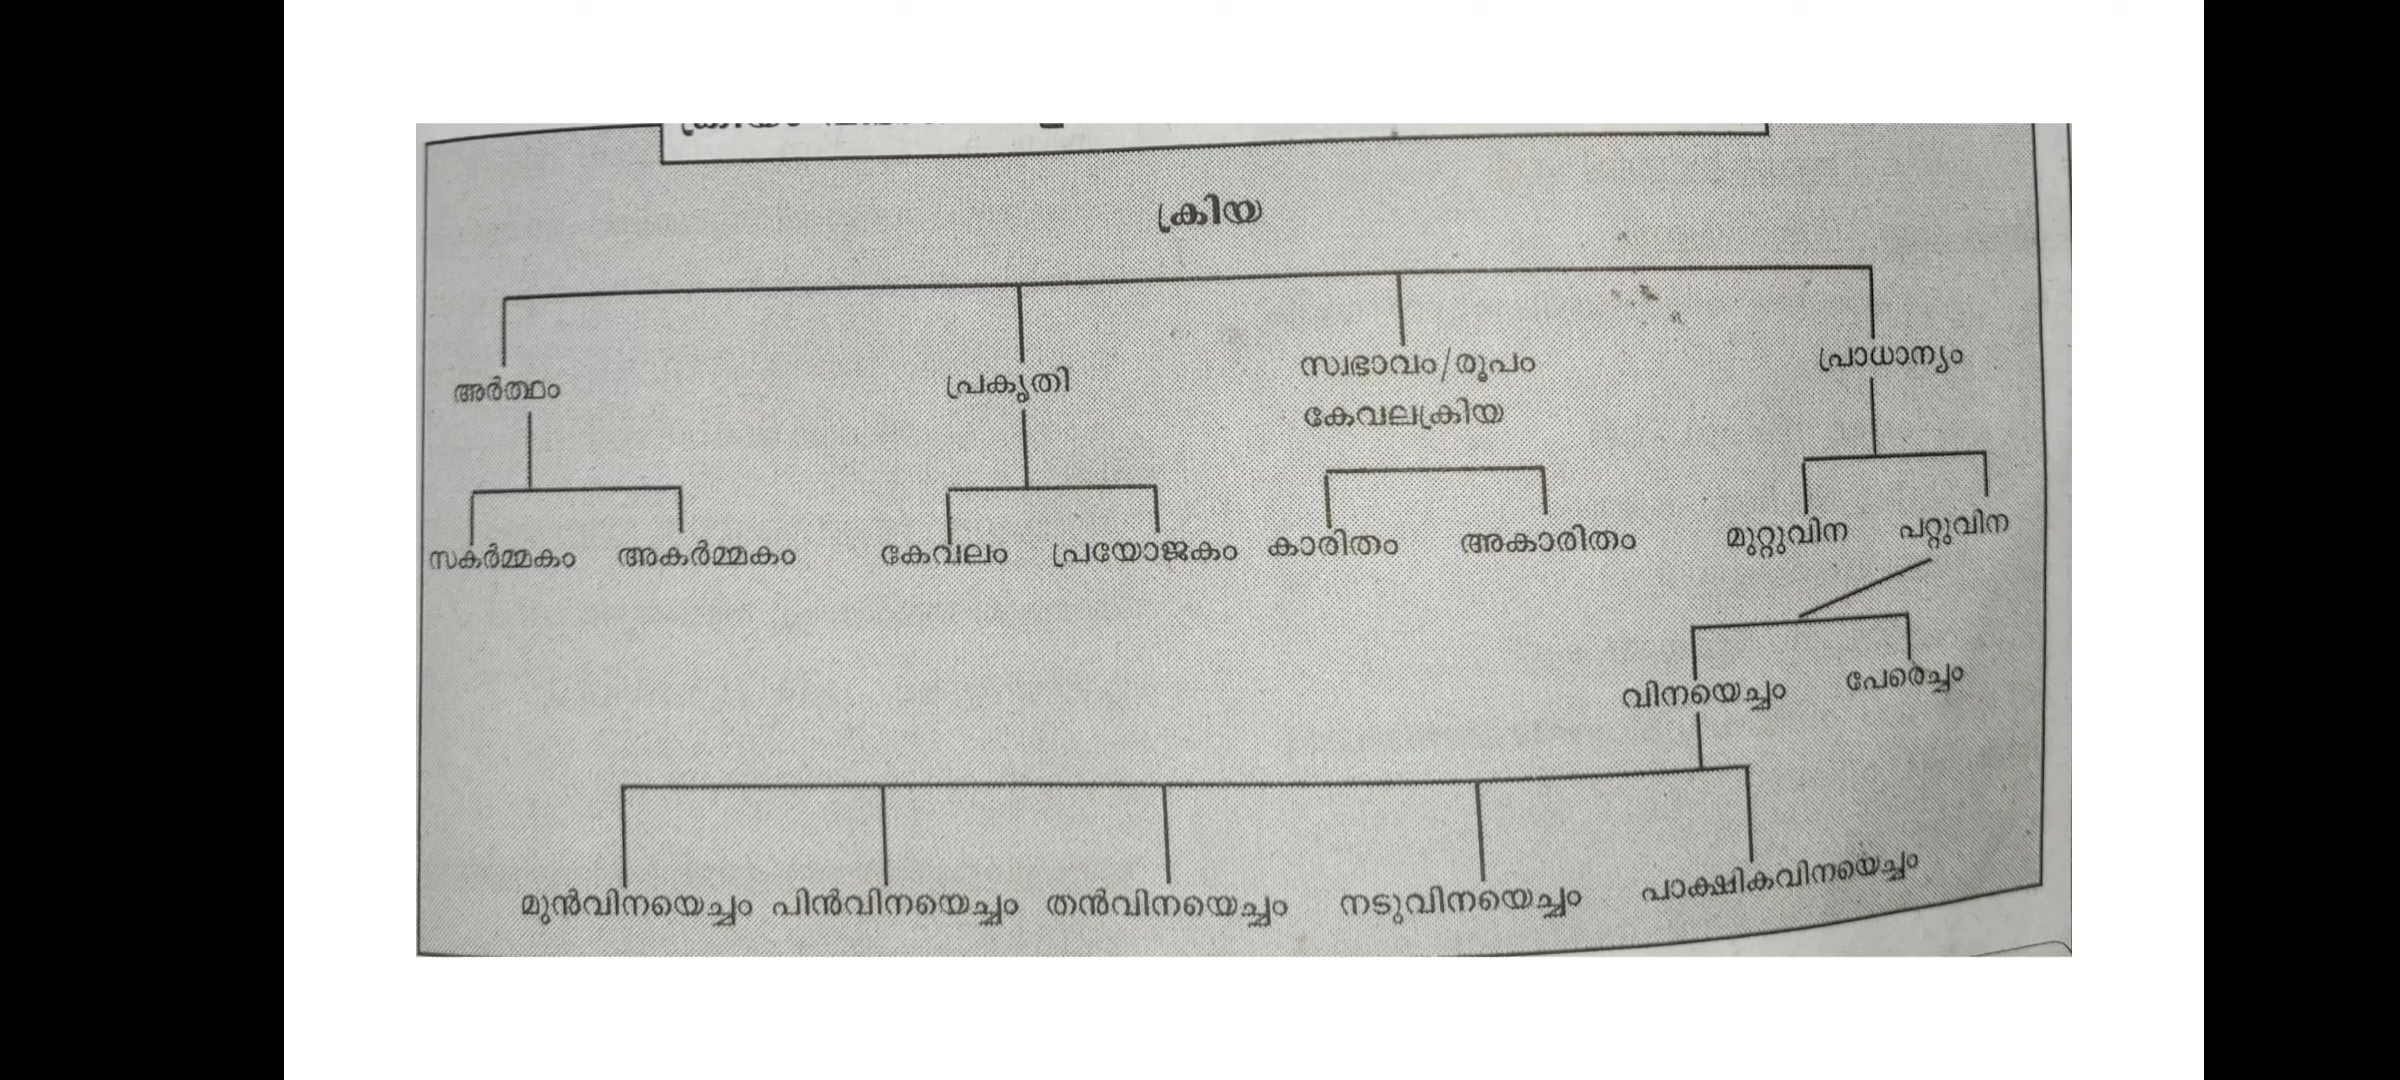 ക്രിയ
അർത്ഥം പ്രകൃതി സ്വഭാവം/രൂപം പ്രാധാന്യം
കേവലക്രിയ
സകർമ്മകം അകർമ്മകം കേവലം പ്രയോജകം കാരിതം അകാരിതം മുറ്റുവിന പറ്റുവിന
വിനയെച്ചം പേരെച്ചം
മുൻവിനയെച്ചം പിൻവിനയെച്ചം തൻവിനയെച്ചം നടുവിനയെച്ചം പാക്ഷികവിനയെച്ചം